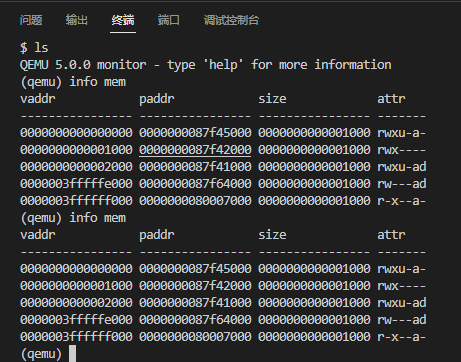 问题 输出 终端 端口 调试控制台
$ ls
QEMU 5.0.0 monitor - type 'help' for more information
(qemu) info mem
vaddr            paddr            size             attr
---------------- ---------------- ---------------- -------
0000000000000000 0000000087f45000 0000000000001000 rwxu-a-
0000000000001000 0000000087f42000 0000000000001000 rwx----
0000000000002000 0000000087f41000 0000000000001000 rwxu-ad
0000003fffffe000 0000000087f64000 0000000000001000 rw---ad
0000003ffffff000 0000000080007000 0000000000001000 r-x--a-
(qemu) info mem
vaddr            paddr            size             attr
---------------- ---------------- ---------------- -------
0000000000000000 0000000087f45000 0000000000001000 rwxu-a-
0000000000001000 0000000087f42000 0000000000001000 rwx----
0000000000002000 0000000087f41000 0000000000001000 rwxu-ad
0000003fffffe000 0000000087f64000 0000000000001000 rw---ad
0000003ffffff000 0000000080007000 0000000000001000 r-x--a-
(qemu)